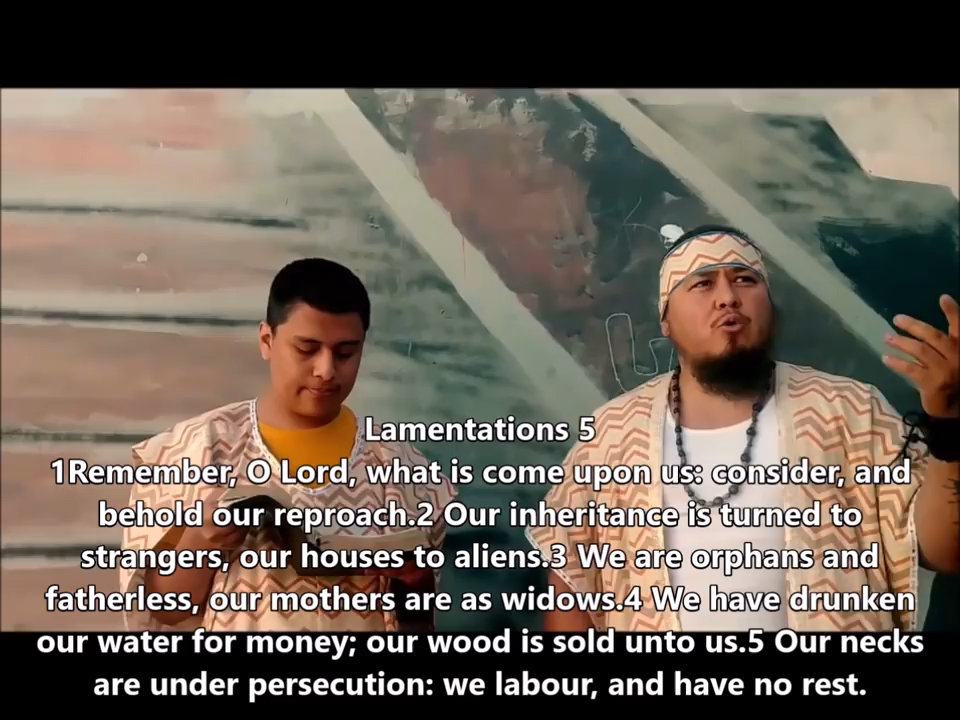 Lamentations 5
1Remember, O Lord, what is come upon us: consider, and
behold our reproach.2 Our inheritance is turned to
strangers, our houses to aliens.3 We are orphans and
fatherless, our mothers are as widows.4 We have drunken
our water for money; our wood is sold unto us.5 Our necks
are under persecution: we labour, and have no rest.